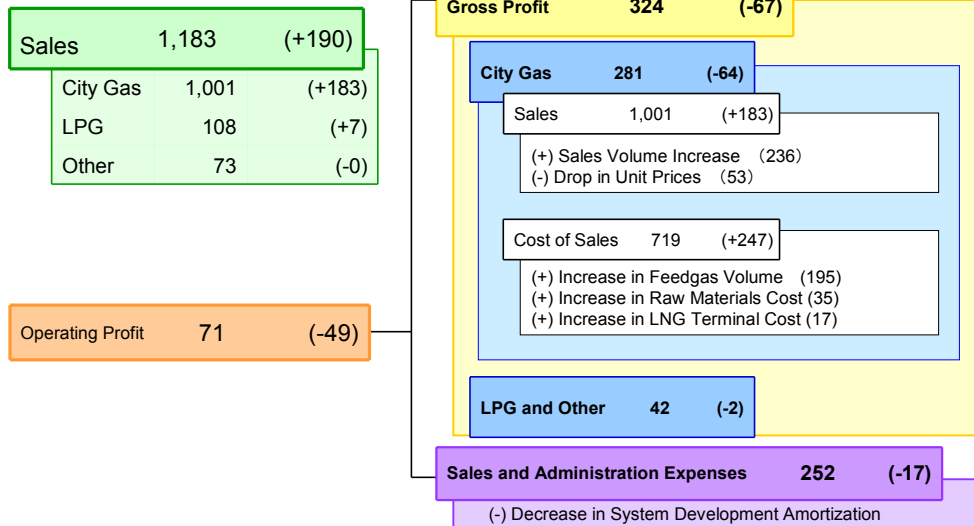 Sales 1,183 (+190)
City Gas 1,001 (+183)
LPG 108 (+7)
Other 73 (-0)
Operating Profit 71 (-49)
Gross Profit 324 (-67)
City Gas 281 (-64)
Sales 1,001 (+183)
(+) Sales Volume Increase （236）
(-) Drop in Unit Prices （53）
Cost of Sales 719 (+247)
(+) Increase in Feedgas Volume (195)
(+) Increase in Raw Materials Cost (35)
(+) Increase in LNG Terminal Cost (17)
LPG and Other 42 (-2)
Sales and Administration Expenses 252 (-17)
(-) Decrease in System Development Amortization